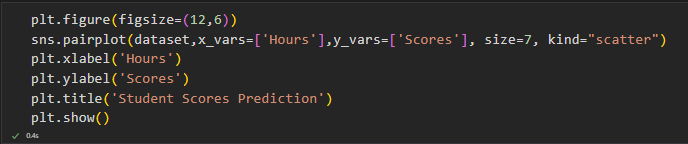 plt.figure(figsize=(12,6))
sns.pairplot(dataset,x_vars=['Hours'],y_vars=['Scores'], size=7, kind="scatter")
plt.xlabel('Hours')
plt.ylabel('Scores')
plt.title('Student Scores Prediction')
plt.show()
0.4s